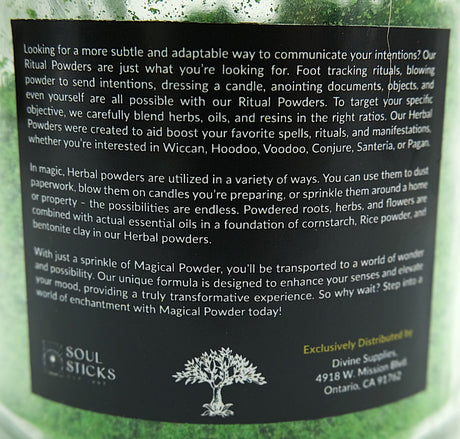 Looking for a more subtle and adaptable way to communicate your intentions? Our
Ritual Powders are just what you're looking for. Foot tracking rituals, blowing
powder to send intentions, dressing a candle, anointing documents, objects, and
even yourself are all possible with our Ritual Powders. To target your specific
objective, we carefully blend herbs, oils, and resins in the right ratios. Our Herbal
Powders were created to aid boost your favorite spells, rituals, and manifestations,
whether you're interested in Wiccan, Hoodoo, Voodoo, Conjure, Santeria, or Pagan.
In magic, Herbal powders are utilized in a variety of ways. You can use them to dust
paperwork, blow them on candles you're preparing, or sprinkle them around a home
or property – the possibilities are endless. Powdered roots, herbs, and flowers are
combined with actual essential oils in a foundation of cornstarch, Rice powder, and
bentonite clay in our Herbal powders.
With just a sprinkle of Magical Powder, you'll be transported to a world of wonder
and possibility. Our unique formula is designed to enhance your senses and elevate
your mood, providing a truly transformative experience. So why wait? Step into a
world of enchantment with Magical Powder today!
SOUL
STICKS
Exclusively Distributed by
Divine Supplies,
4918 W. Mission Blvd.
Ontario, CA 91762